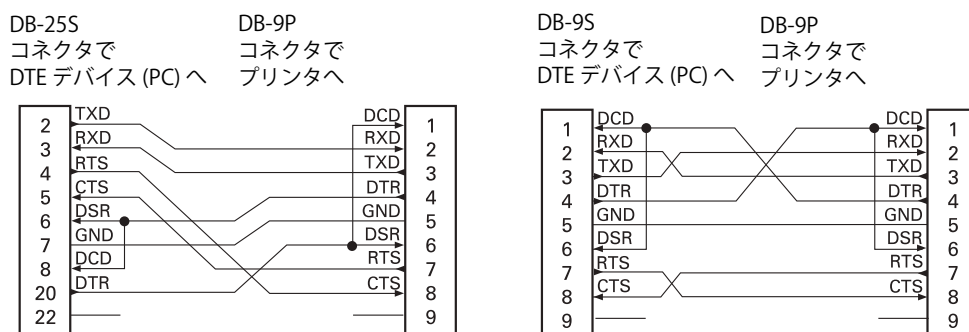 DB-25S
コネクタで
DTE デバイス (PC) へ
DB-9P
コネクタで
プリンタへ
2 TXD DCD 1
3 RXD RXD 2
4 RTS TXD 3
5 CTS DTR 4
6 DSR GND 5
7 GND DSR 6
8 DCD RTS 7
20 DTR CTS 8
22 9
DB-9S
コネクタで
DTE デバイス (PC) へ
DB-9P
コネクタで
プリンタへ
1 DCD DCD 1
2 RXD RXD 2
3 TXD TXD 3
4 DTR DTR 4
5 GND GND 5
6 DSR DSR 6
7 RTS RTS 7
8 CTS CTS 8
9 9